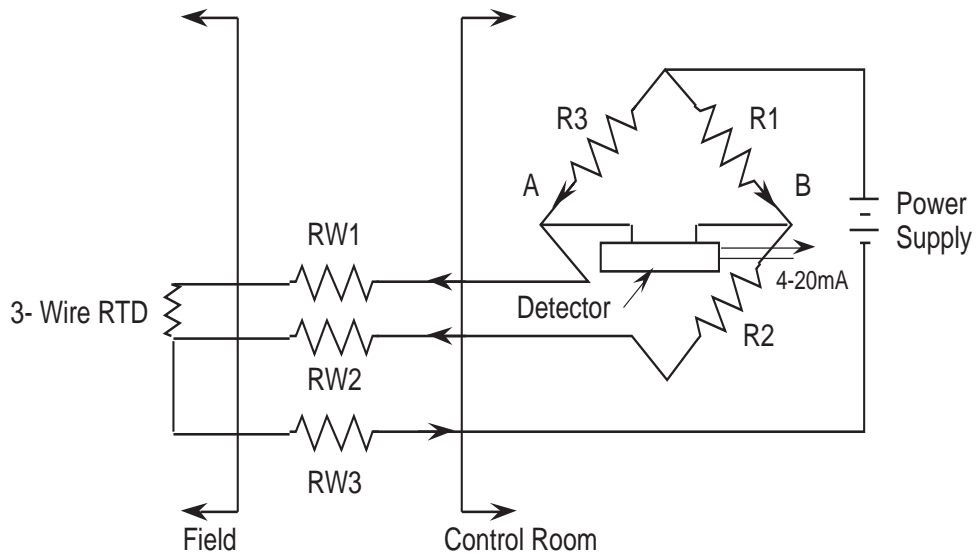 R3
R1
A
B
Power
Supply
RW1
4-20mA
3- Wire RTD
Detector
R2
RW2
RW3
Field
Control Room